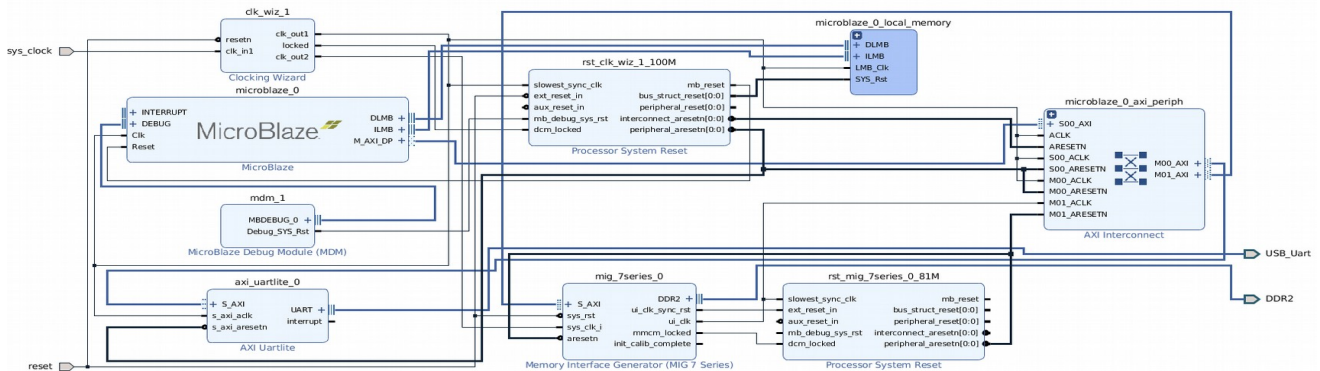 clk_wiz_1
sys_clock
resetn
clk_in1
clk_out1
locked
clk_out2
Clocking Wizard
microblaze_0
INTERRUPT
DEBUG
Clk
Reset
MicroBlaze
DLMB
ILMB
M_AXI_DP
MicroBlaze
mdm_1
MBDEBUG_0
Debug_SYS_Rst
MicroBlaze Debug Module (MDM)
axi_uartlite_0
S_AXI
s_axi_aclk
s_axi_aresetn
UART
interrupt
AXI Uartlite
reset
rst_clk_wiz_1_100M
slowest_sync_clk
ext_reset_in
aux_reset_in
mb_debug_sys_rst
dcm_locked
mb_reset
bus_struct_reset[0:0]
peripheral_reset[0:0]
interconnect_aresetn[0:0]
peripheral_aresetn[0:0]
Processor System Reset
microblaze_0_local_memory
DLMB
ILMB
LMB_Clk
SYS_Rst
microblaze_0_axi_periph
S00_AXI
ACLK
ARESETN
S00_ACLK
S00_ARESETN
M00_ACLK
M00_ARESETN
M01_ACLK
M01_ARESETN
M00_AXI
M01_AXI
AXI Interconnect
mig_7series_0
S_AXI
sys_rst
sys_clk_i
aresetn
DDR2
ui_clk_sync_rst
ui_clk
mmcm_locked
init_calib_complete
Memory Interface Generator (MIG 7 Series)
rst_mig_7series_0_81M
slowest_sync_clk
ext_reset_in
aux_reset_in
mb_debug_sys_rst
dcm_locked
mb_reset
bus_struct_reset[0:0]
peripheral_reset[0:0]
interconnect_aresetn[0:0]
peripheral_aresetn[0:0]
Processor System Reset
USB_Uart
DDR2